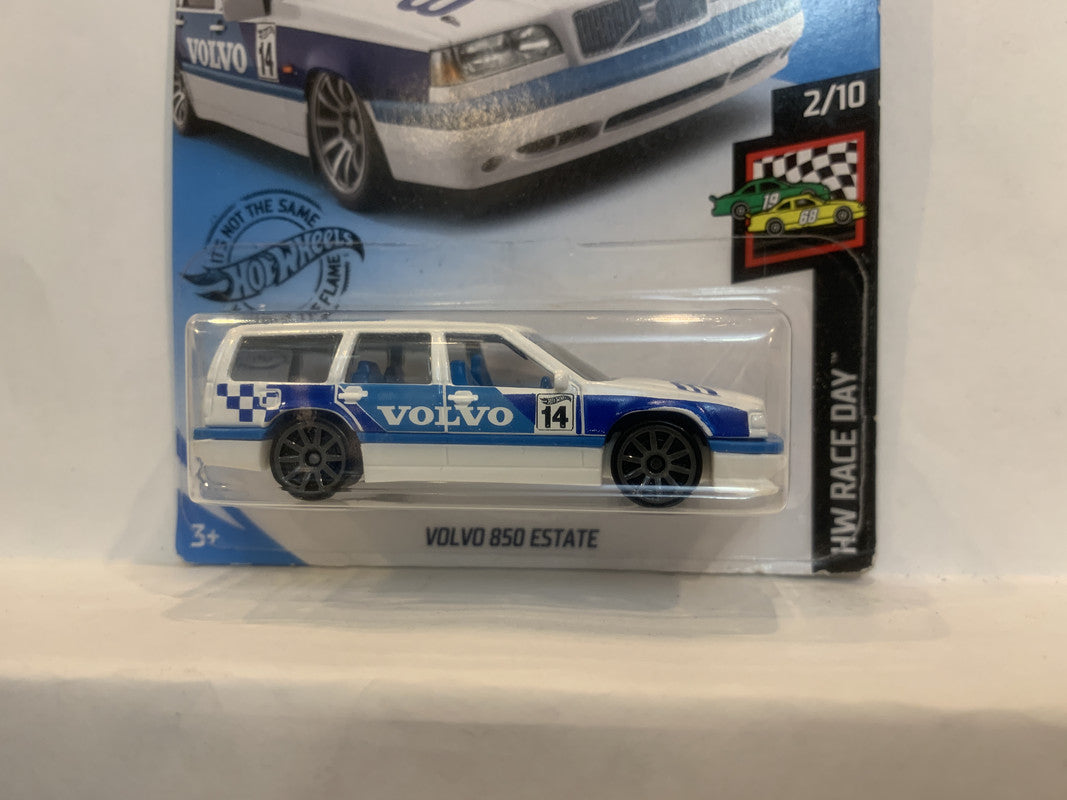 VOLVO
14
2/10
19
68
IT'S NOT THE SAME
HOT WHEELS
FLAME
VOLVO
14
3+
VOLVO 850 ESTATE
HW RACE DAY™